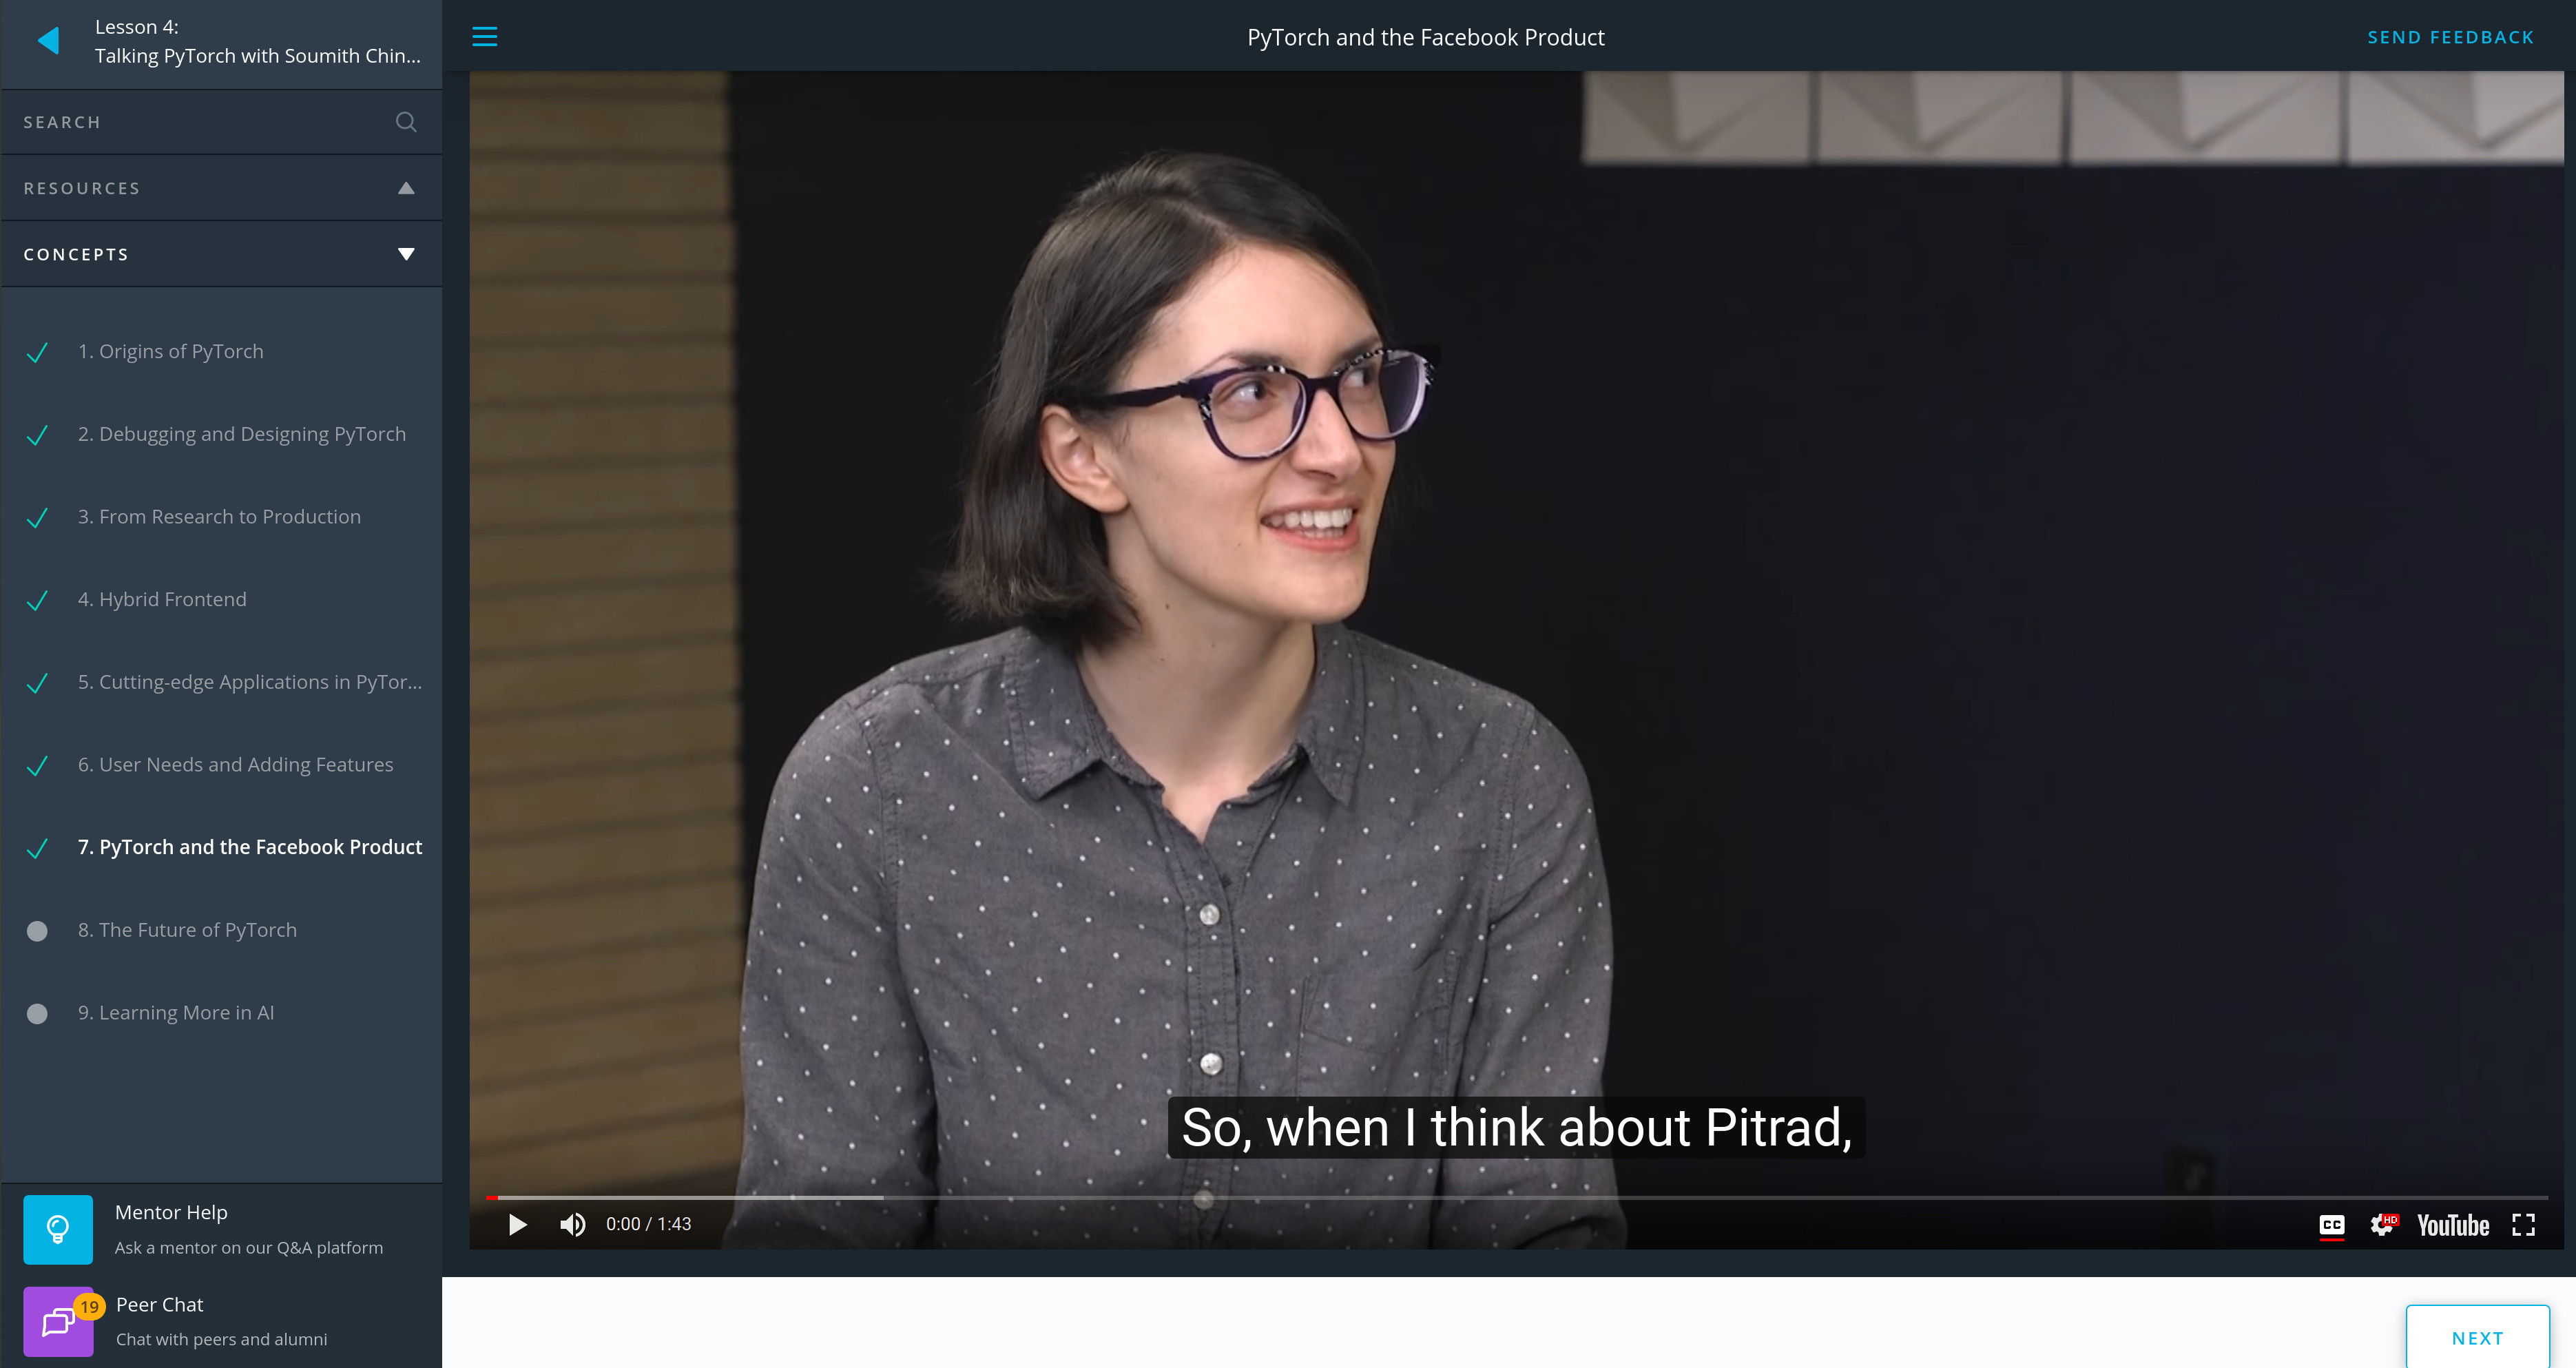 Lesson 4:
Talking PyTorch with Soumith Chin...
SEARCH
RESOURCES
CONCEPTS
1. Origins of PyTorch
2. Debugging and Designing PyTorch
3. From Research to Production
4. Hybrid Frontend
5. Cutting-edge Applications in PyTor...
6. User Needs and Adding Features
7. PyTorch and the Facebook Product
8. The Future of PyTorch
9. Learning More in AI
Mentor Help
Ask a mentor on our Q&A platform
19
Peer Chat
Chat with peers and alumni
PyTorch and the Facebook Product
SEND FEEDBACK
So, when I think about Pitrad,
0:00 / 1:43
CC
HD
YouTube
NEXT